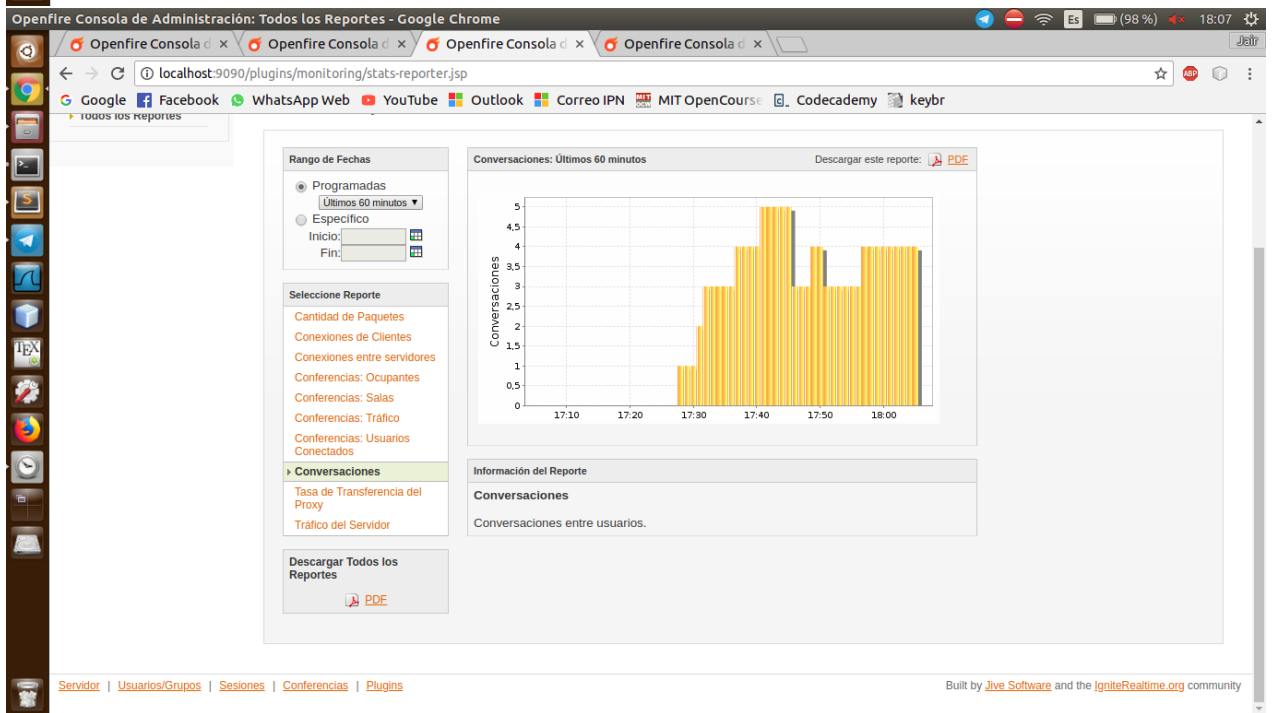 Openfire Consola de Administración: Todos los Reportes - Google Chrome
Es
(98 %)
18:07
Openfire Consola d
Openfire Consola d
Openfire Consola d
Openfire Consola d
Jair
localhost:9090/plugins/monitoring/stats-reporter.jsp
ABP
Google
Facebook
WhatsApp Web
YouTube
Outlook
Correo IPN
MIT OpenCourse
Codecademy
keybr
Todos los Reportes
Rango de Fechas
Programadas
Últimos 60 minutos
Específico
Inicio:
Fin:
Seleccione Reporte
Cantidad de Paquetes
Conexiones de Clientes
Conexiones entre servidores
Conferencias: Ocupantes
Conferencias: Salas
Conferencias: Tráfico
Conferencias: Usuarios
Conectados
Conversaciones
Tasa de Transferencia del
Proxy
Tráfico del Servidor
Descargar Todos los
Reportes
PDF
Conversaciones: Últimos 60 minutos
Descargar este reporte: PDF
Conversaciones
5
4,5
4
3,5
3
2,5
2
1,5
1
0,5
0
17:10 17:20 17:30 17:40 17:50 18:00
Información del Reporte
Conversaciones
Conversaciones entre usuarios.
Servidor | Usuarios/Grupos | Sesiones | Conferencias | Plugins
Built by Jive Software and the IgniteRealtime.org community